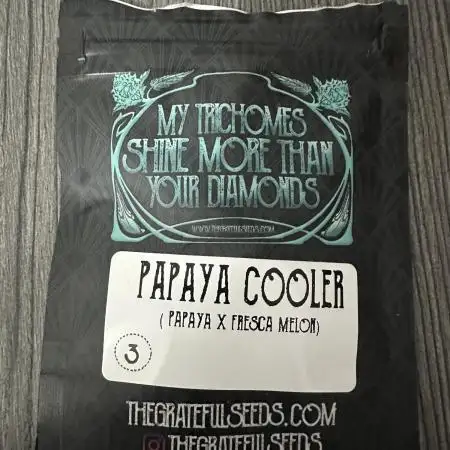 MY TRICHOMES
SHINE MORE THAN
YOUR DIAMONDS
WWW.THEGRATEFULSEEDS.COM
PAPAYA COOLER
( PAPAYA X FRESCA MELON)
3
THEGRATEFULSEEDS.COM
THEGRATEFULSEEDS